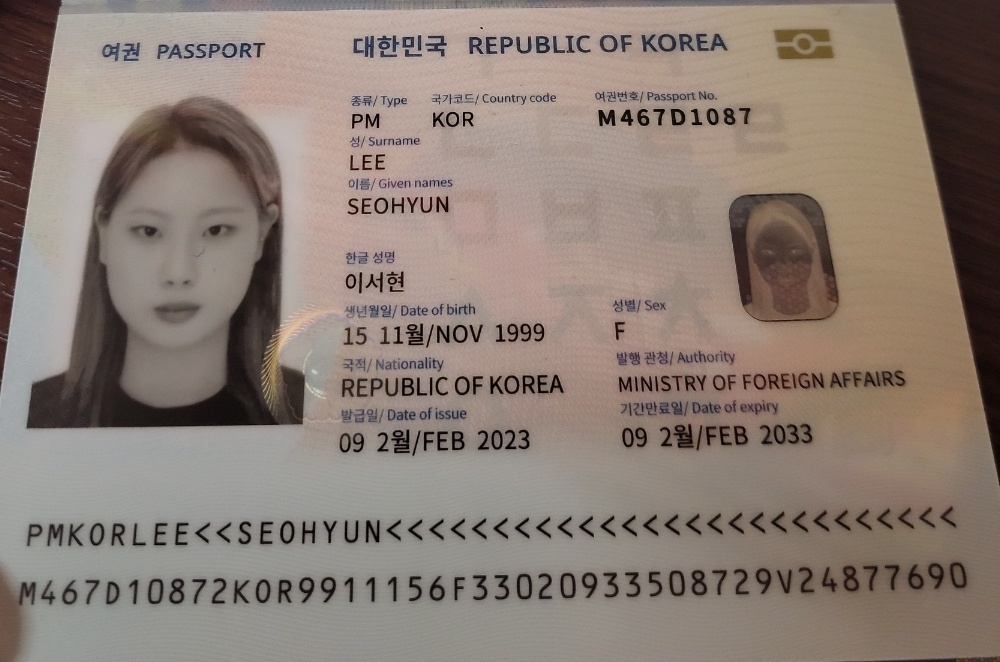 여권 PASSPORT
대한민국 REPUBLIC OF KOREA
종류/ Type 국가코드/ Country code 여권번호/ Passport No.
PM KOR M467D1087
성/ Surname
LEE
이름/ Given names
SEOHYUN
한글 성명
이서현
생년월일/ Date of birth 성별/ Sex
15 11월/NOV 1999 F
국적/ Nationality 발행 관청/ Authority
REPUBLIC OF KOREA MINISTRY OF FOREIGN AFFAIRS
발급일/ Date of issue 기간만료일/ Date of expiry
09 2월/FEB 2023 09 2월/FEB 2033
PMKORLEE<<SEOHYUN<<<<<<<<<<<<<<<<<<<<<<<<<<<
M467D10872KOR9911156F33020933508729V24877690